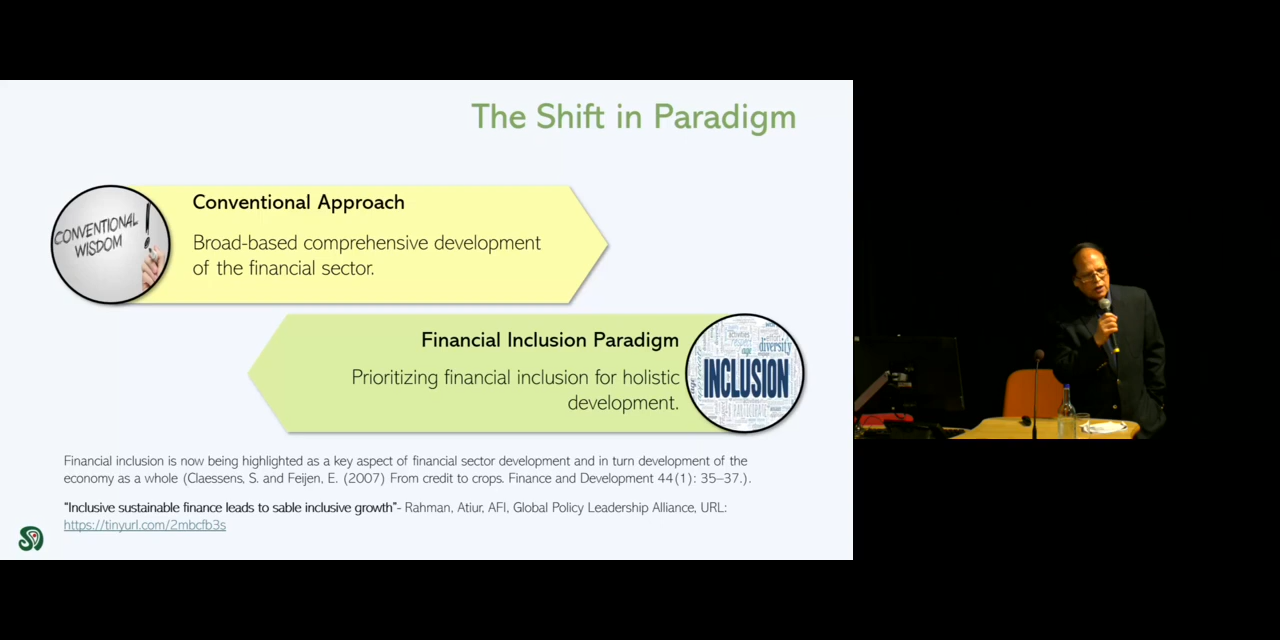 The Shift in Paradigm
CONVENTIONAL
WISDOM
Conventional Approach
Broad-based comprehensive development
of the financial sector.
Financial Inclusion Paradigm
Prioritizing financial inclusion for holistic
development.
diversity
INCLUSION
Financial inclusion is now being highlighted as a key aspect of financial sector development and in turn development of the
economy as a whole (Claessens, S. and Feijen, E. (2007) From credit to crops. Finance and Development 44(1): 35–37.).
"Inclusive sustainable finance leads to sable inclusive growth"- Rahman, Atiur, AFI, Global Policy Leadership Alliance, URL:
https://tinyurl.com/2mbcfb3s